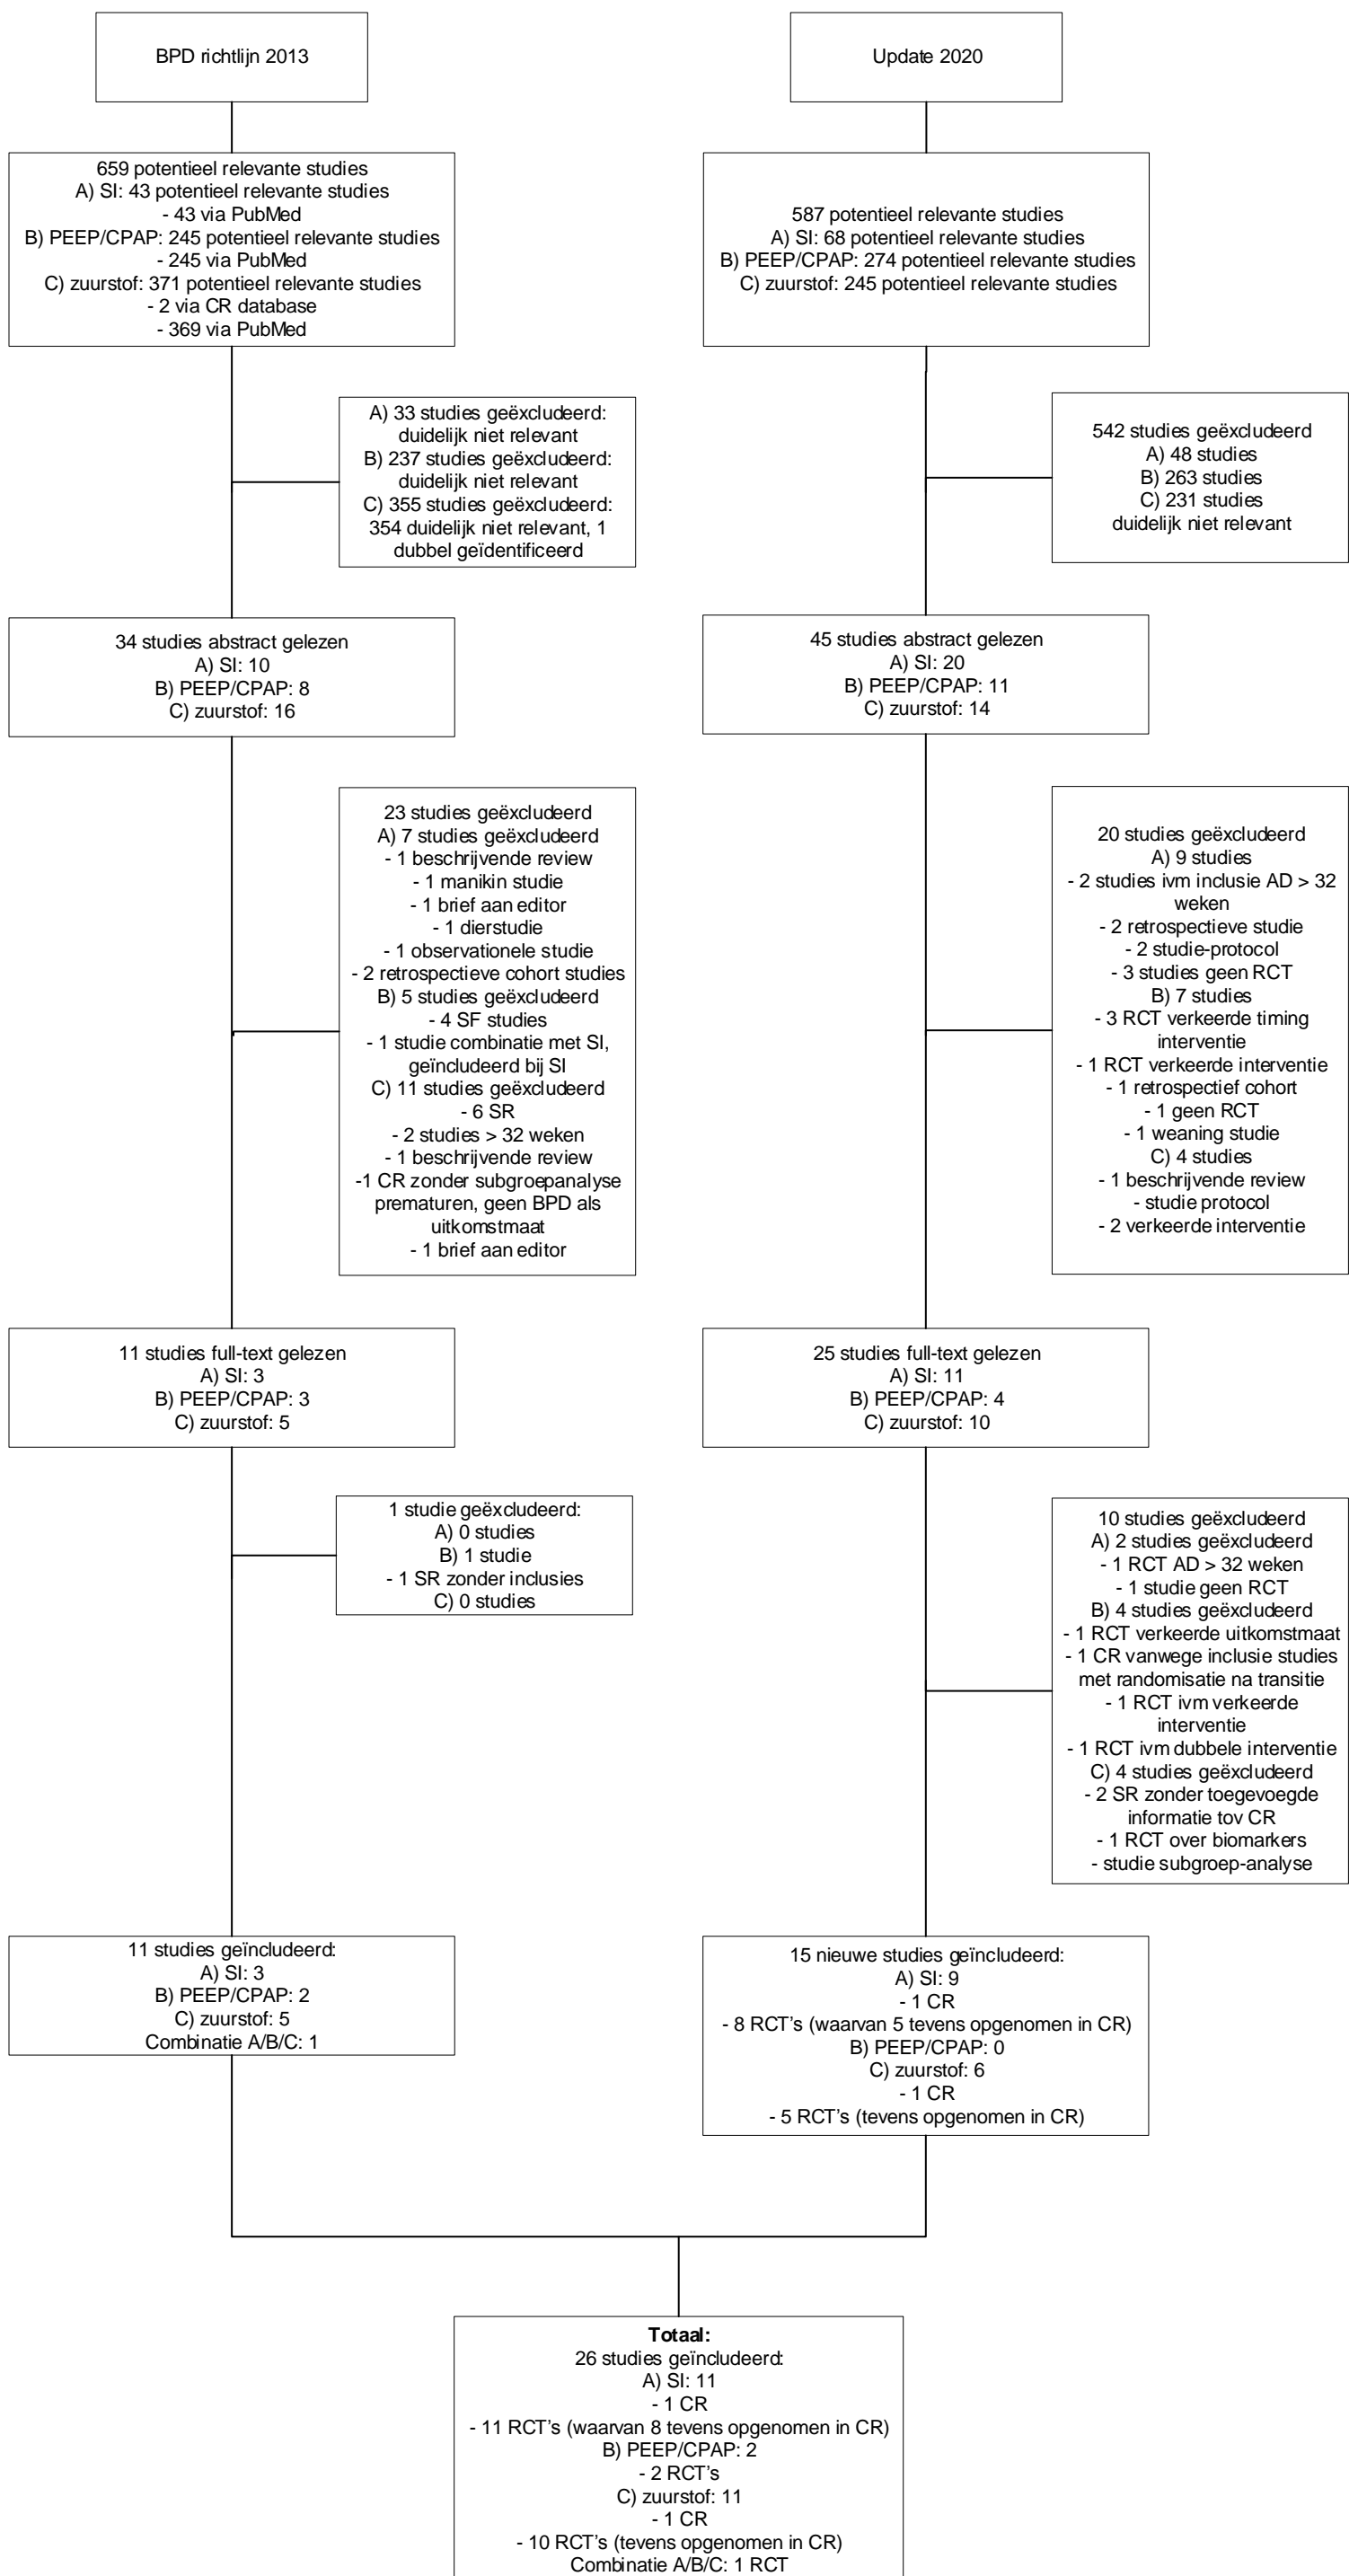 BPD richtlijn 2013
659 potentieel relevante studies
A) SI: 43 potentieel relevante studies
- 43 via PubMed
B) PEEP/CPAP: 245 potentieel relevante studies
- 245 via PubMed
C) zuurstof: 371 potentieel relevante studies
- 2 via CR database
- 369 via PubMed
A) 33 studies geëxcludeerd:
duidelijk niet relevant
B) 237 studies geëxcludeerd:
duidelijk niet relevant
C) 355 studies geëxcludeerd:
354 duidelijk niet relevant, 1
dubbel geïdentificeerd
34 studies abstract gelezen
A) SI: 10
B) PEEP/CPAP: 8
C) zuurstof: 16
23 studies geëxcludeerd
A) 7 studies geëxcludeerd
- 1 beschrijvende review
- 1 manikin studie
- 1 brief aan editor
- 1 dierstudie
- 1 observationele studie
- 2 retrospectieve cohort studies
B) 5 studies geëxcludeerd
- 4 SF studies
- 1 studie combinatie met SI,
geïncludeerd bij SI
C) 11 studies geëxcludeerd
- 6 SR
- 2 studies > 32 weken
- 1 beschrijvende review
-1 CR zonder subgroepanalyse
prematuren, geen BPD als
uitkomstmaat
- 1 brief aan editor
11 studies full-text gelezen
A) SI: 3
B) PEEP/CPAP: 3
C) zuurstof: 5
1 studie geëxcludeerd:
A) 0 studies
B) 1 studie
- 1 SR zonder inclusies
C) 0 studies
11 studies geïncludeerd:
A) SI: 3
B) PEEP/CPAP: 2
C) zuurstof: 5
Combinatie A/B/C: 1
Update 2020
587 potentieel relevante studies
A) SI: 68 potentieel relevante studies
B) PEEP/CPAP: 274 potentieel relevante studies
C) zuurstof: 245 potentieel relevante studies
542 studies geëxcludeerd
A) 48 studies
B) 263 studies
C) 231 studies
duidelijk niet relevant
45 studies abstract gelezen
A) SI: 20
B) PEEP/CPAP: 11
C) zuurstof: 14
20 studies geëxcludeerd
A) 9 studies
- 2 studies ivm inclusie AD > 32
weken
- 2 retrospectieve studie
- 2 studie-protocol
- 3 studies geen RCT
B) 7 studies
- 3 RCT verkeerde timing
interventie
- 1 RCT verkeerde interventie
- 1 retrospectief cohort
- 1 geen RCT
- 1 weaning studie
C) 4 studies
- 1 beschrijvende review
- studie protocol
- 2 verkeerde interventie
25 studies full-text gelezen
A) SI: 11
B) PEEP/CPAP: 4
C) zuurstof: 10
10 studies geëxcludeerd
A) 2 studies geëxcludeerd
- 1 RCT AD > 32 weken
- 1 studie geen RCT
B) 4 studies geëxcludeerd
- 1 RCT verkeerde uitkomstmaat
- 1 CR vanwege inclusie studies
met randomisatie na transitie
- 1 RCT ivm verkeerde
interventie
- 1 RCT ivm dubbele interventie
C) 4 studies geëxcludeerd
- 2 SR zonder toegevoegde
informatie tov CR
- 1 RCT over biomarkers
- studie subgroep-analyse
15 nieuwe studies geïncludeerd:
A) SI: 9
- 1 CR
- 8 RCT's (waarvan 5 tevens opgenomen in CR)
B) PEEP/CPAP: 0
C) zuurstof: 6
- 1 CR
- 5 RCT's (tevens opgenomen in CR)
Totaal:
26 studies geïncludeerd:
A) SI: 11
- 1 CR
- 11 RCT's (waarvan 8 tevens opgenomen in CR)
B) PEEP/CPAP: 2
- 2 RCT's
C) zuurstof: 11
- 1 CR
- 10 RCT's (tevens opgenomen in CR)
Combinatie A/B/C: 1 RCT